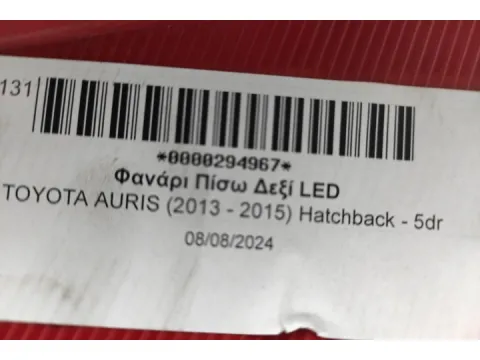 131
*0000294967*
Φανάρι Πίσω Δεξί LED
TOYOTA AURIS (2013 - 2015) Hatchback - 5dr
08/08/2024